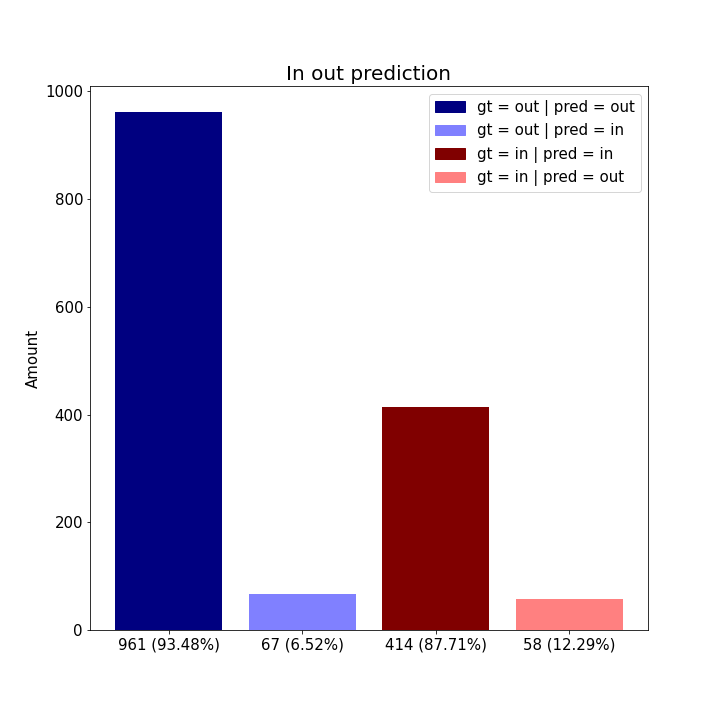 In out prediction
gt = out | pred = out
gt = out | pred = in
gt = in | pred = in
gt = in | pred = out
Amount
1000
800
600
400
200
0
961 (93.48%)
67 (6.52%)
414 (87.71%)
58 (12.29%)